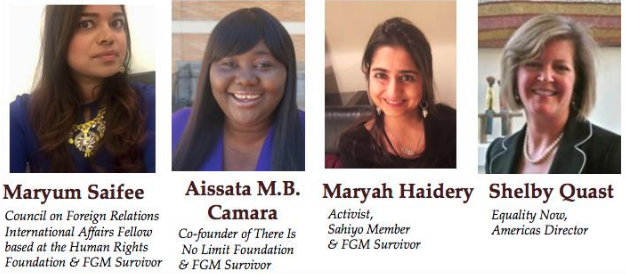 Maryum Saifee
Council on Foreign Relations
International Affairs Fellow
based at the Human Rights
Foundation & FGM Survivor
Aissata M.B.
Camara
Co-founder of There Is
No Limit Foundation
& FGM Survivor
Maryah Haidery
Activist,
Sahiyo Member
& FGM Survivor
Shelby Quast
Equality Now,
Americas Director